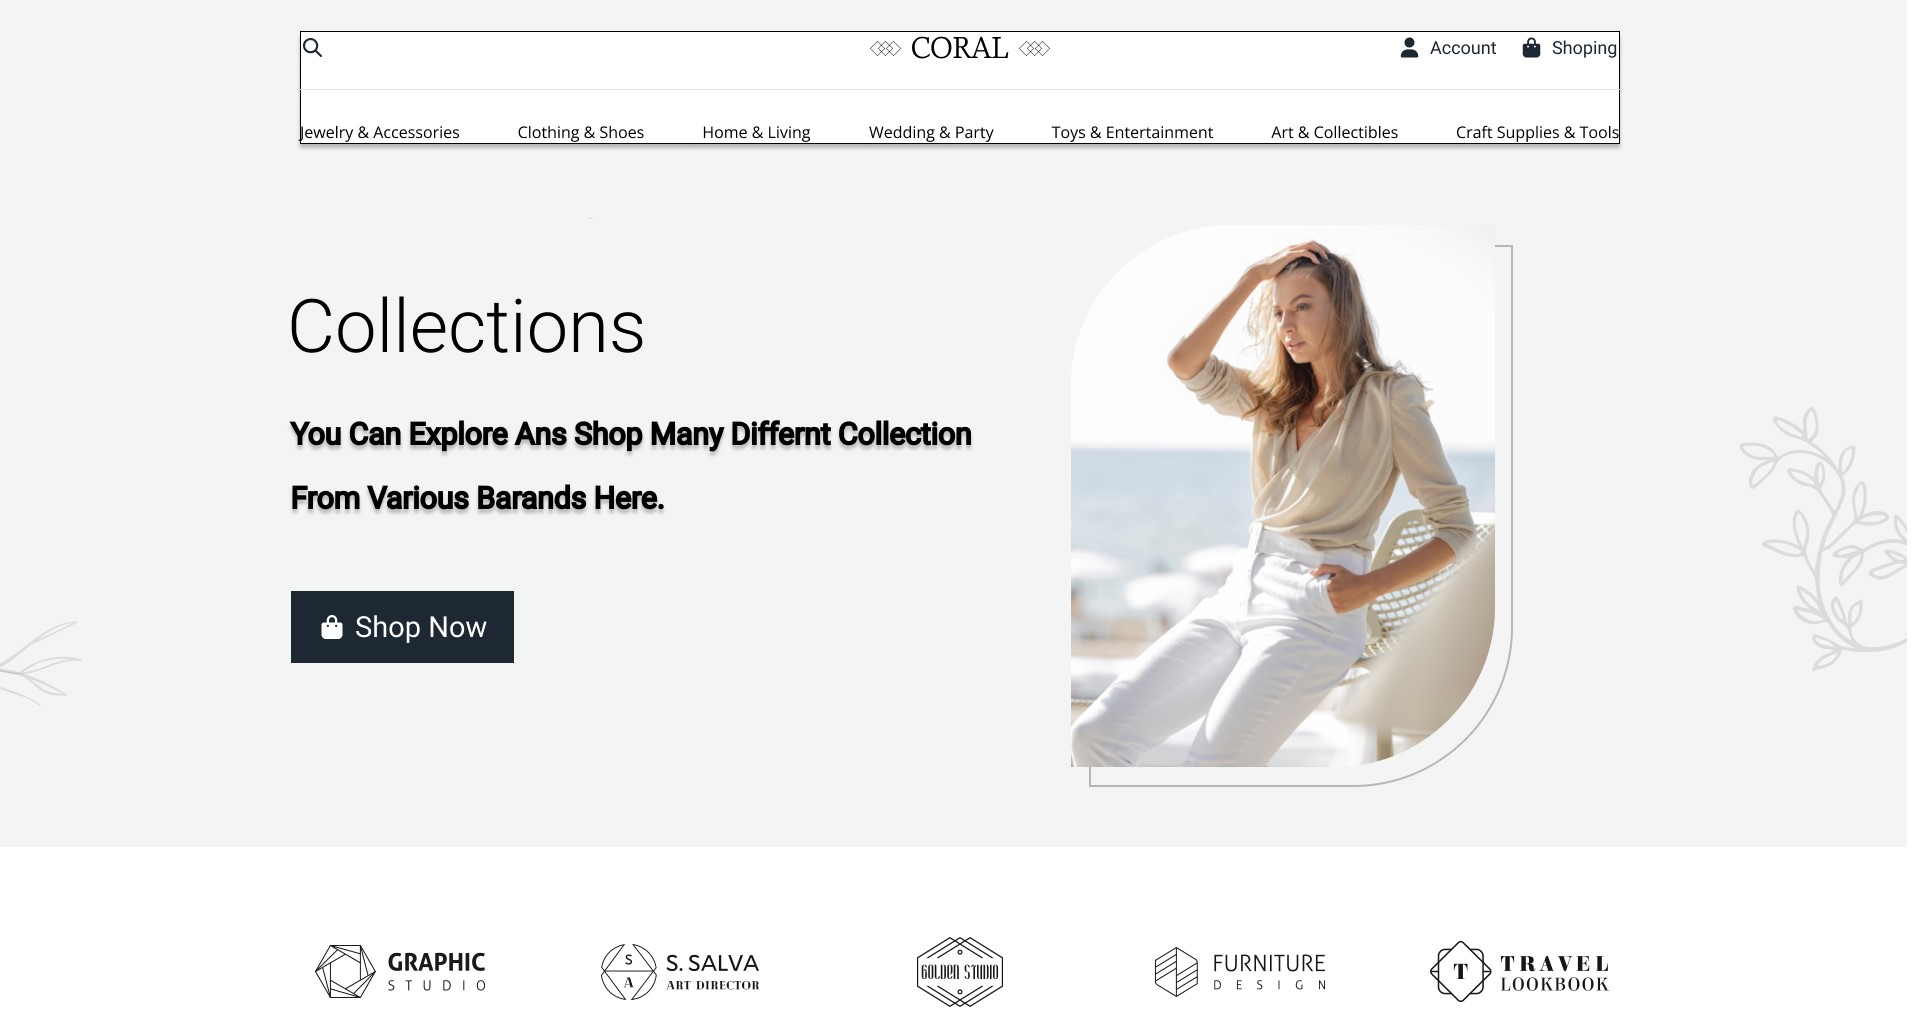 CORAL
Account
Shoping
Jewelry & Accessories
Clothing & Shoes
Home & Living
Wedding & Party
Toys & Entertainment
Art & Collectibles
Craft Supplies & Tools
Collections
You Can Explore Ans Shop Many Differnt Collection
From Various Barands Here.
Shop Now
GRAPHIC
STUDIO
S
A
S. SALVA
ART DIRECTOR
GOLDEN STUDIO
FURNITURE
DESIGN
T
TRAVEL
LOOKBOOK